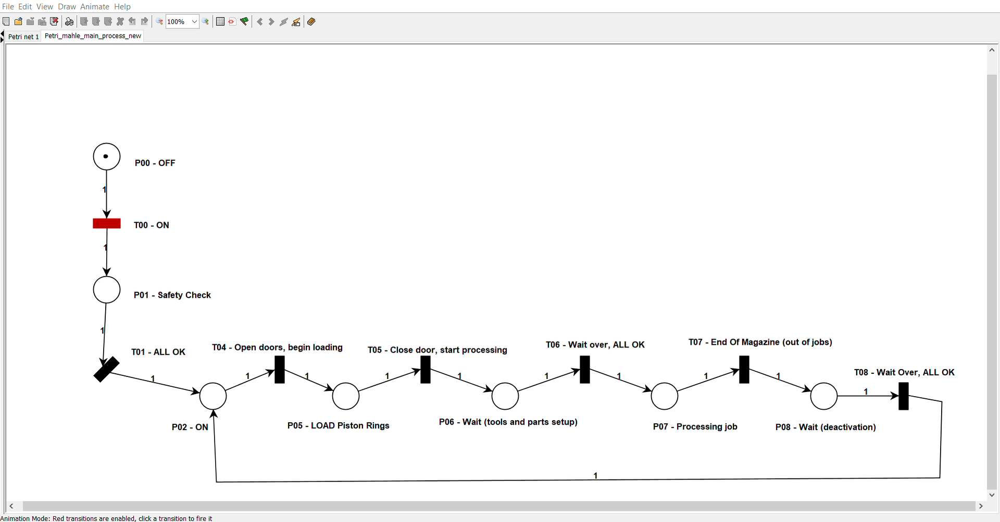 File Edit View Draw Animate Help
100%
Petri net 1 Petri_mahle_main_process_new
P00 - OFF
1
T00 - ON
1
P01 - Safety Check
1
T01 - ALL OK
1
P02 - ON
T04 - Open doors, begin loading
1
1
P05 - LOAD Piston Rings
T05 - Close door, start processing
1
1
P06 - Wait (tools and parts setup)
T06 - Wait over, ALL OK
1
1
P07 - Processing job
T07 - End Of Magazine (out of jobs)
1
1
P08 - Wait (deactivation)
T08 - Wait Over, ALL OK
1
1
Animation Mode: Red transitions are enabled, click a transition to fire it